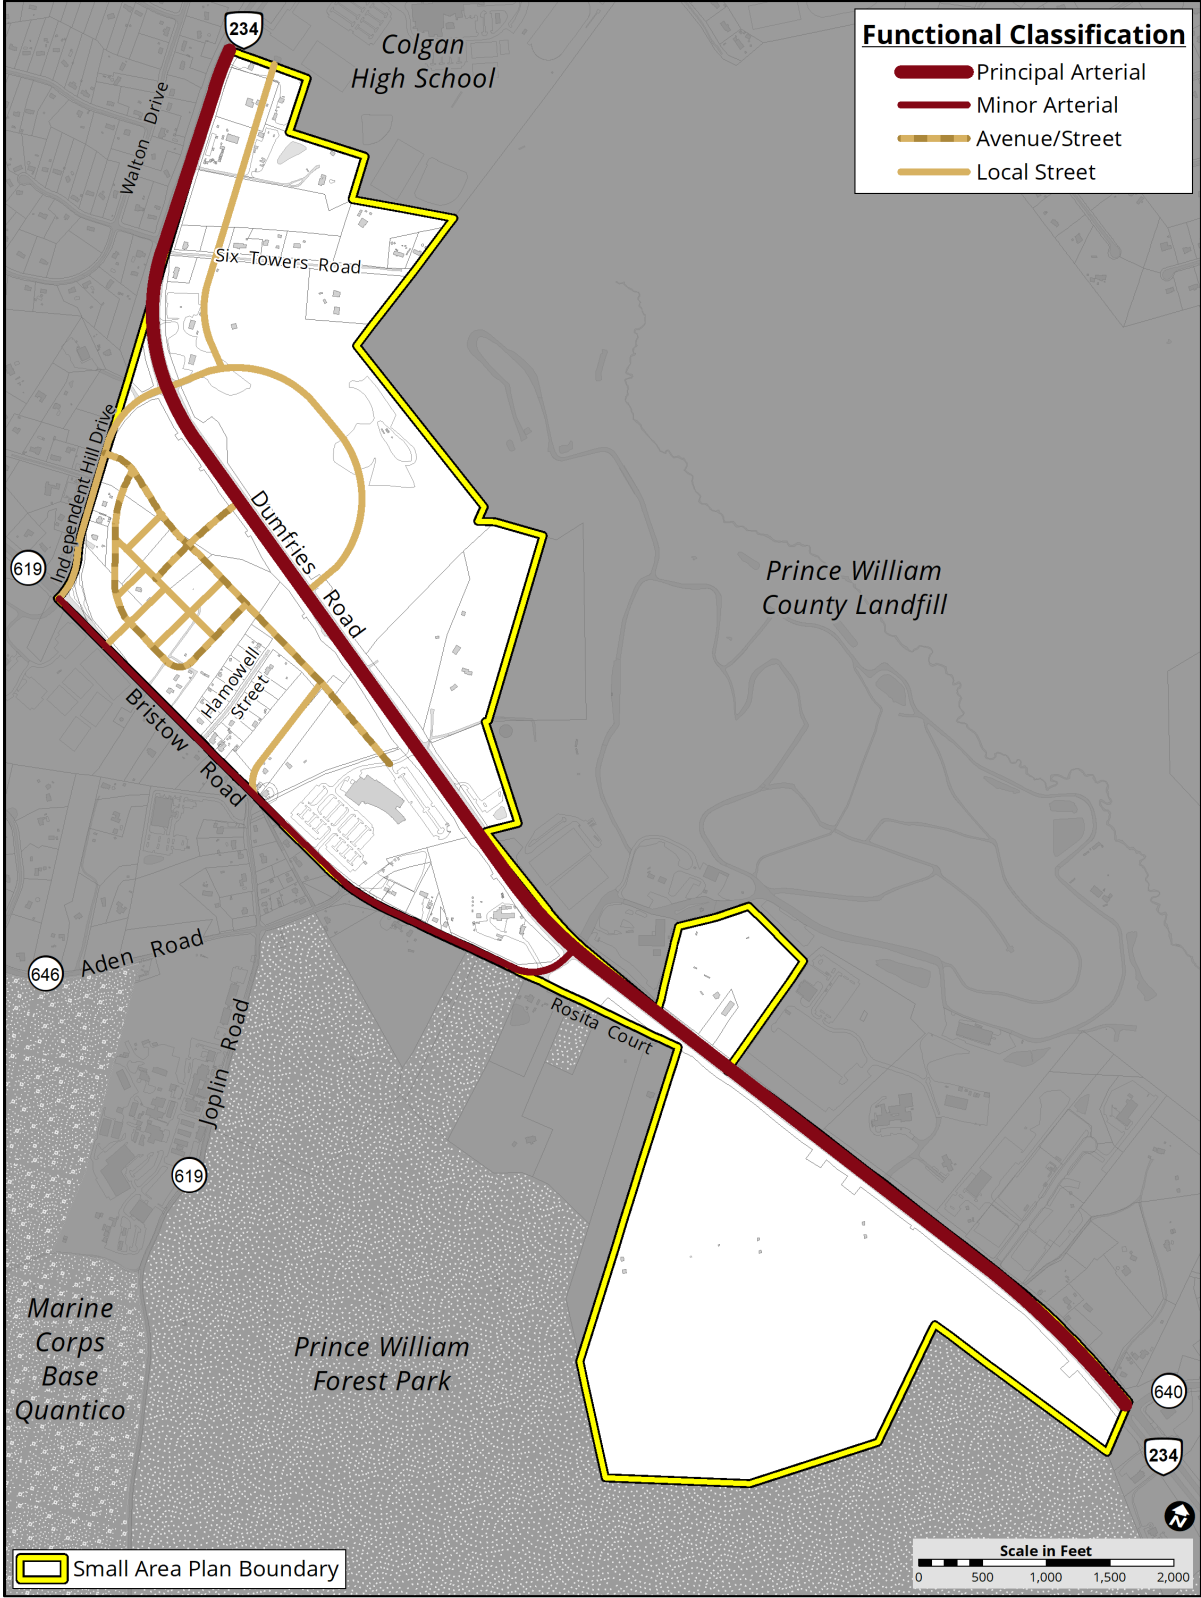 234
Colgan
High School
Functional Classification
Principal Arterial
Minor Arterial
Avenue/Street
Local Street
Walton Drive
Six Towers Road
Independent Hill Drive
Dumfries Road
619
Prince William
County Landfill
Hamowell
Street
Bristow Road
Aden Road
646
Rosita Court
Joplin Road
619
Marine
Corps
Base
Quantico
Prince William
Forest Park
640
234
N
Small Area Plan Boundary
Scale in Feet
0 500 1,000 1,500 2,000